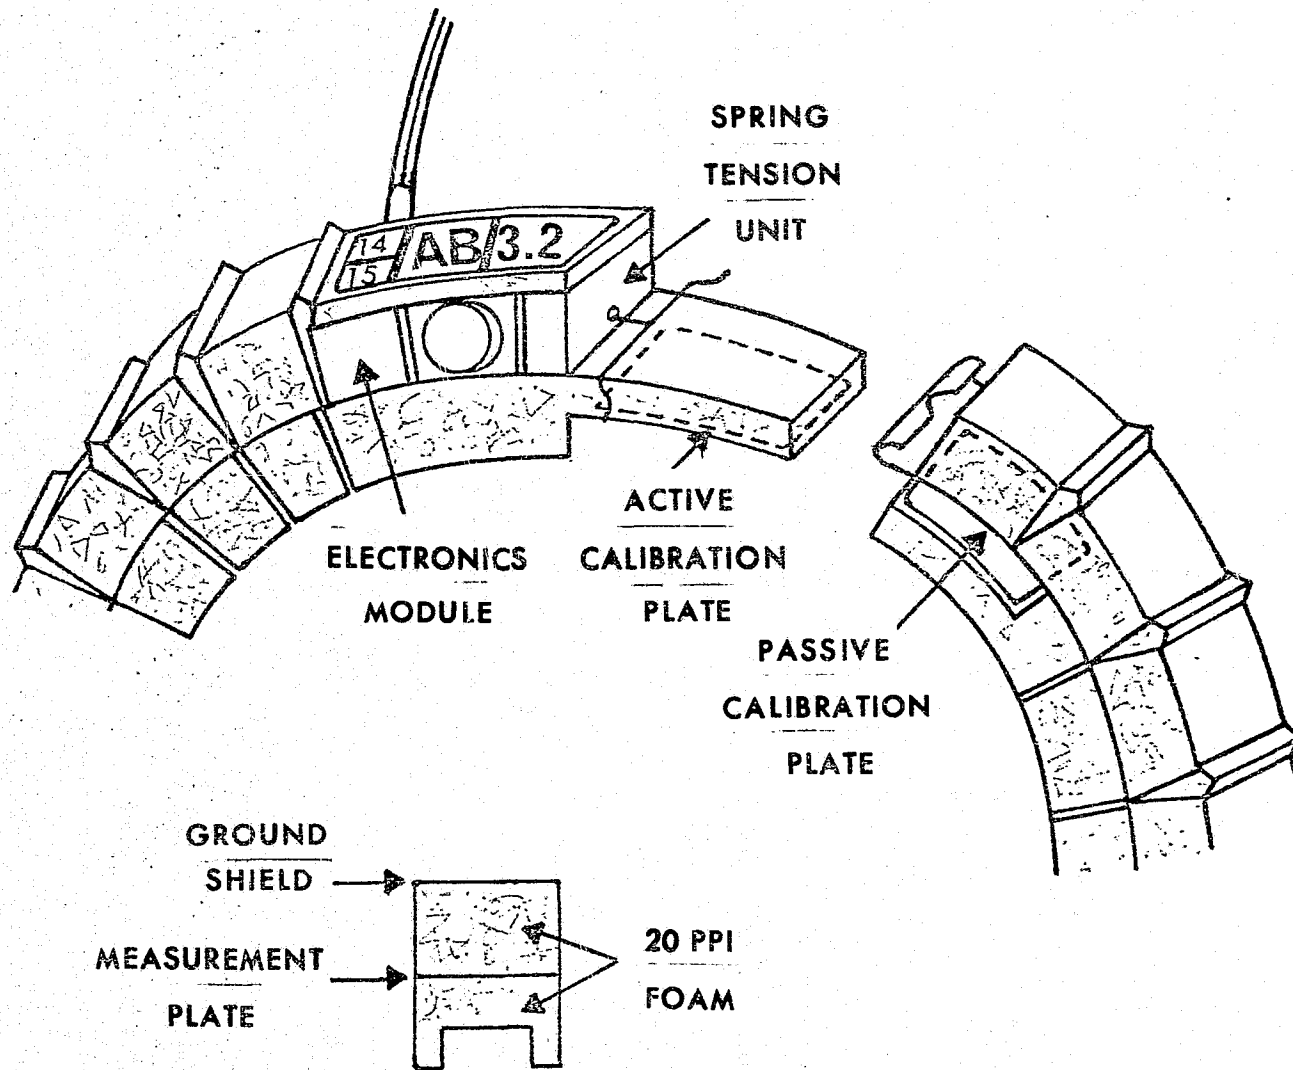 SPRING
TENSION
UNIT
14
15
AB
3.2
ACTIVE
CALIBRATION
PLATE
ELECTRONICS
MODULE
PASSIVE
CALIBRATION
PLATE
GROUND
SHIELD
MEASUREMENT
PLATE
20 PPI
FOAM